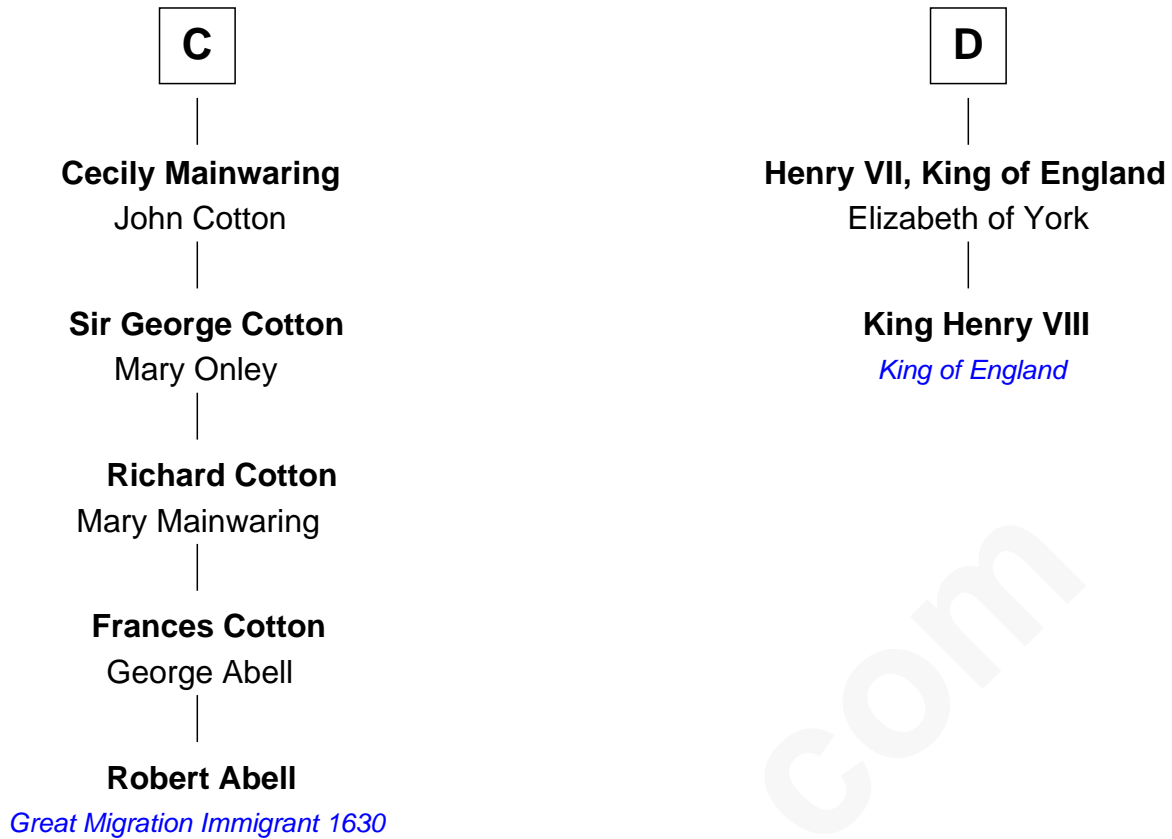 C
Cecily Mainwaring
John Cotton
Sir George Cotton
Mary Onley
Richard Cotton
Mary Mainwaring
Frances Cotton
George Abell
Robert Abell
Great Migration Immigrant 1630
D
Henry VII, King of England
Elizabeth of York
King Henry VIII
King of England
com